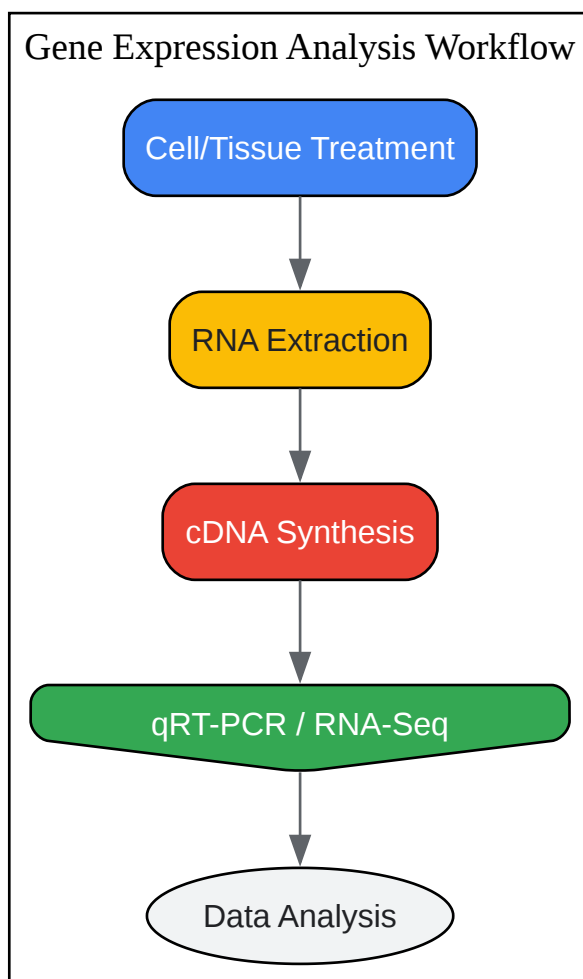 Gene Expression Analysis Workflow
Cell/Tissue Treatment
RNA Extraction
cDNA Synthesis
qRT-PCR / RNA-Seq
Data Analysis